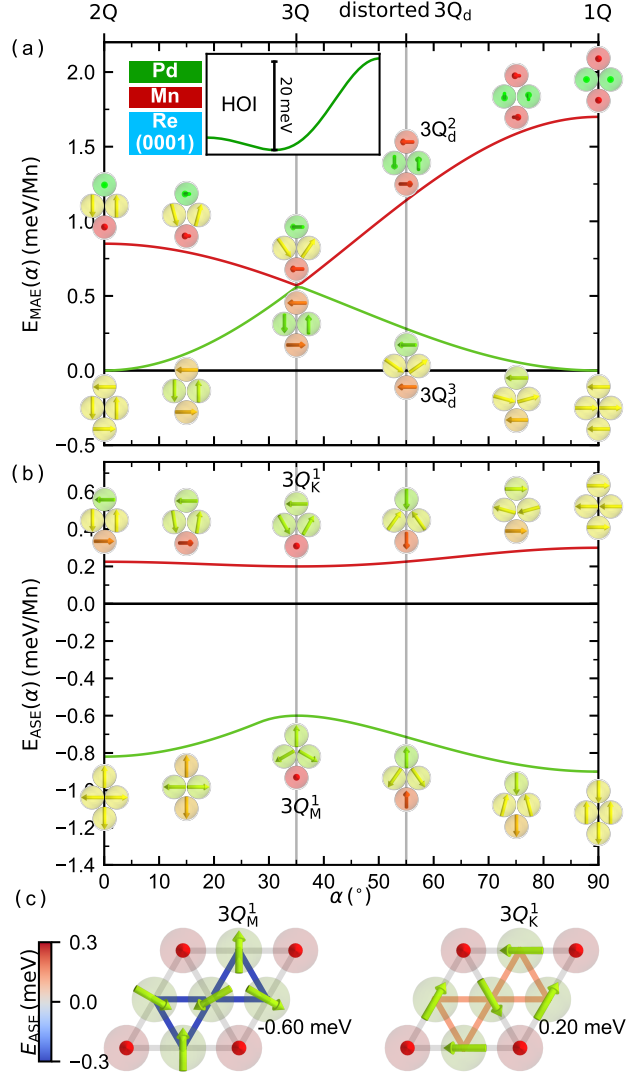 2Q 3Q distorted 3Q_d 1Q
(a)
Pd
Mn
Re
(0001)
HOI
20 meV
3Q_d^2
3Q_d^3
E_MAE(α) (meV/Mn)
2.0
1.5
1.0
0.5
0.0
−0.5
(b)
3Q_K^1
E_ASE(α) (meV/Mn)
0.6
0.4
0.2
0.0
−0.2
−0.4
−0.6
−0.8
−1.0
−1.2
−1.4
3Q_M^1
0 10 20 30 40 50 60 70 80 90
α(°)
(c)
3Q_M^1 3Q_K^1
E_ASE (meV)
0.3
0.0
−0.3
-0.60 meV 0.20 meV